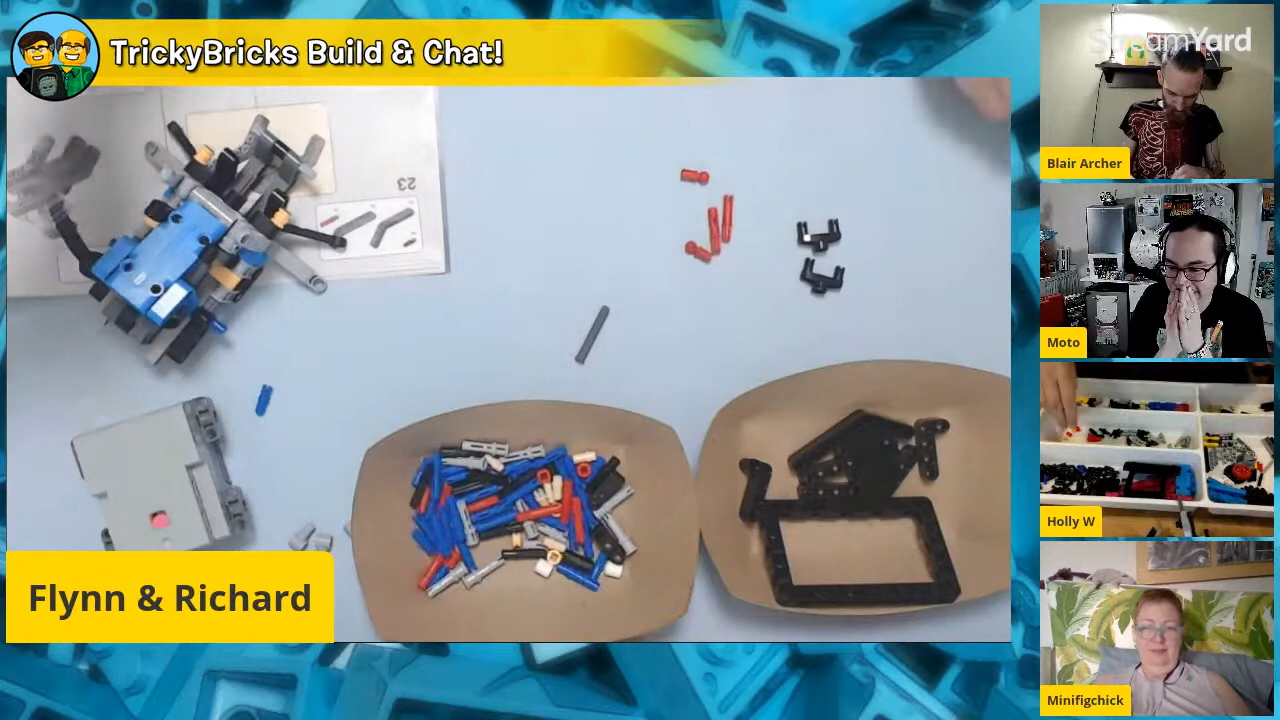 TrickyBricks Build & Chat!
StreamYard
Blair Archer
23
Moto
Holly W
Flynn & Richard
Minifigchick